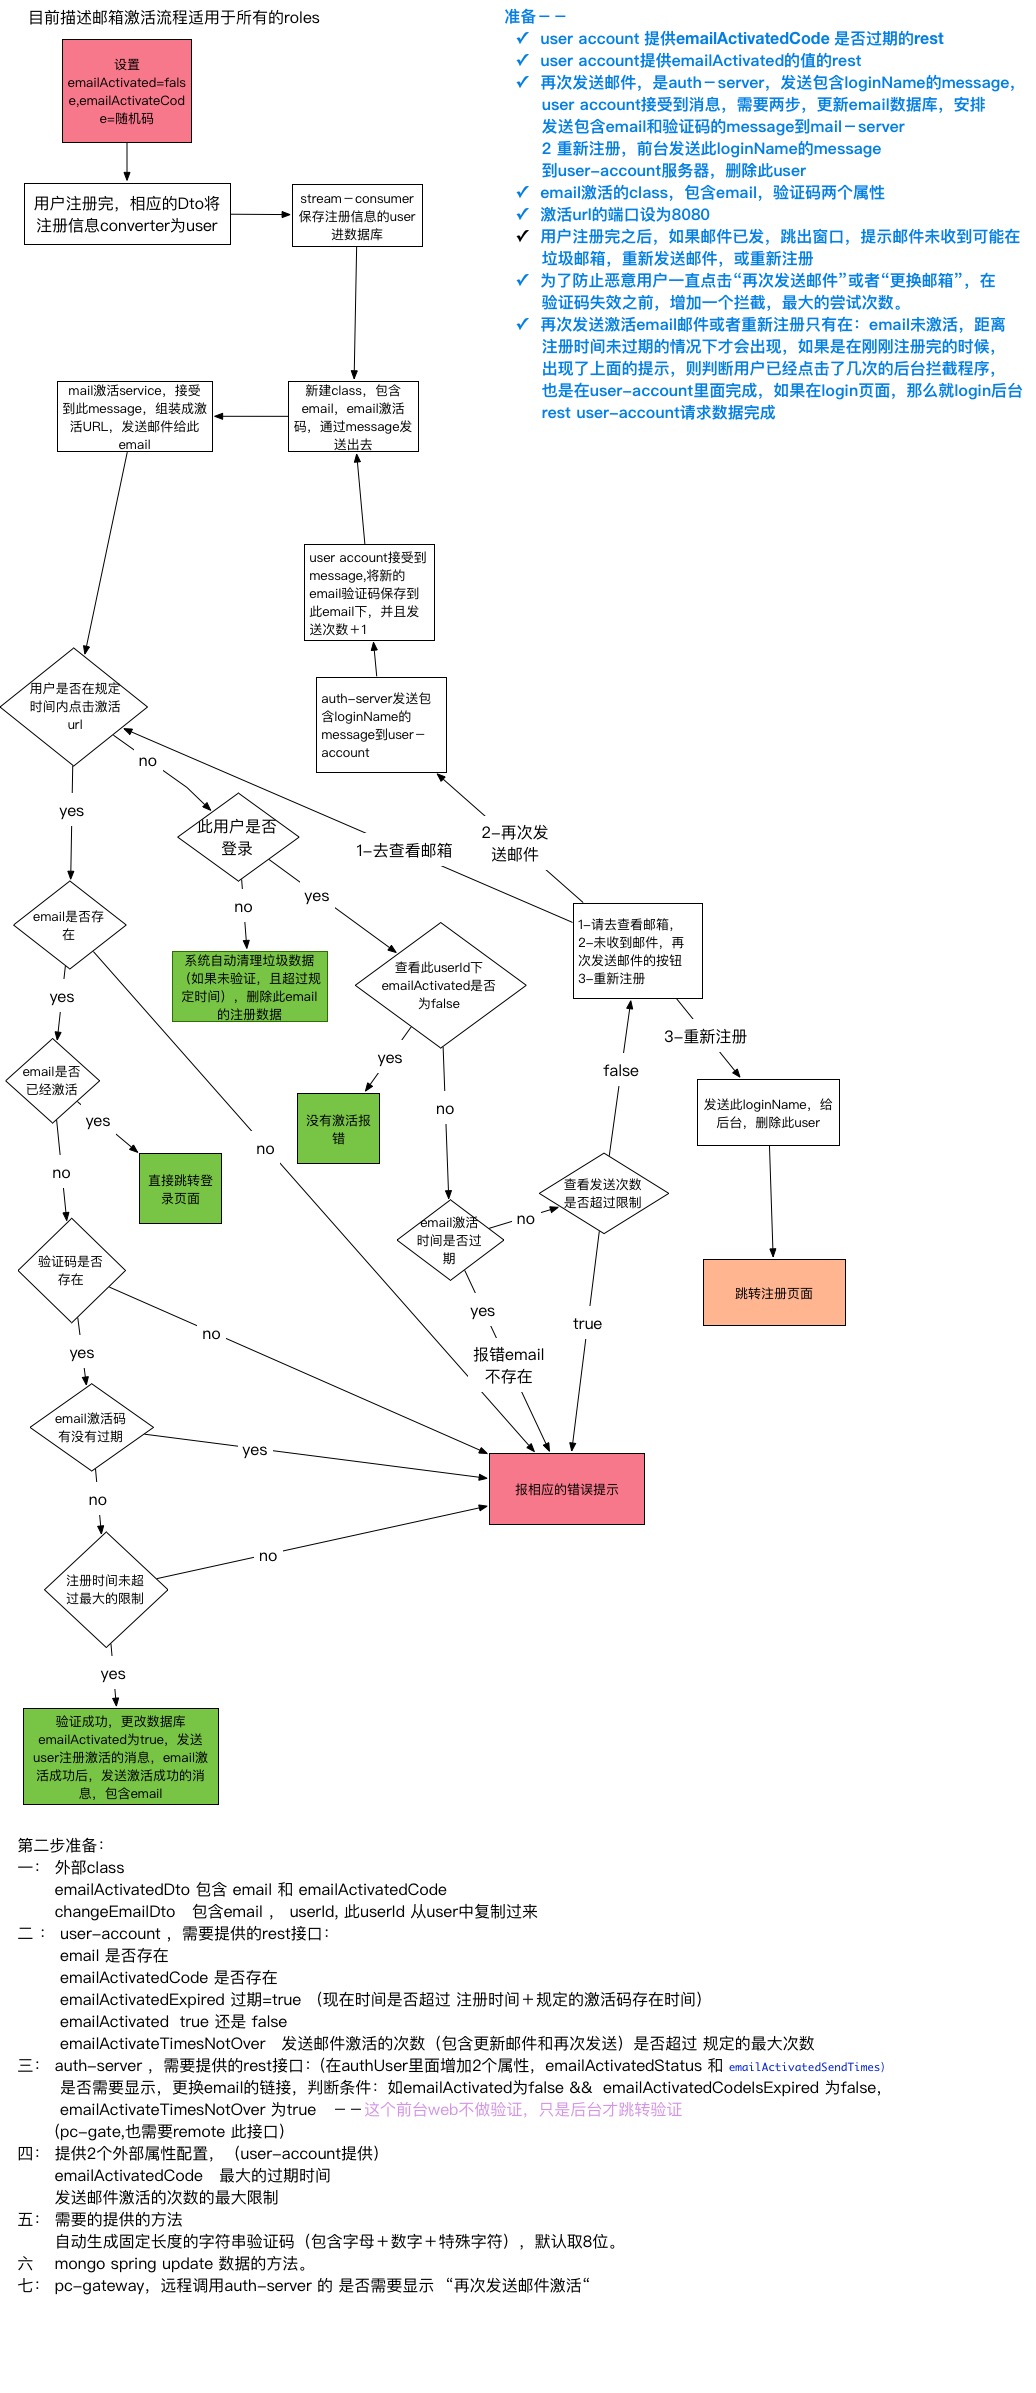 目前描述邮箱激活流程适用于所有的roles
设置
emailActivated=fals
e,emailActivateCod
e=随机码
用户注册完，相应的Dto将
注册信息converter为user
stream－consumer
保存注册信息的user
进数据库
准备－－
✓ user account 提供emailActivatedCode 是否过期的rest
✓ user account提供emailActivated的值的rest
✓ 再次发送邮件，是auth－server，发送包含loginName的message，
user account接受到消息，需要两步，更新email数据库，安排
发送包含email和验证码的message到mail－server
2 重新注册，前台发送此loginName的message
到user-account服务器，删除此user
✓ email激活的class，包含email，验证码两个属性
✓ 激活url的端口设为8080
✓ 用户注册完之后，如果邮件已发，跳出窗口，提示邮件未收到可能在
垃圾邮箱，重新发送邮件，或重新注册
✓ 为了防止恶意用户一直点击“再次发送邮件”或者“更换邮箱”，在
验证码失效之前，增加一个拦截，最大的尝试次数。
✓ 再次发送激活email邮件或者重新注册只有在：email未激活，距离
注册时间未过期的情况下才会出现，如果是在刚刚注册完的时候，
出现了上面的提示，则判断用户已经点击了几次的后台拦截程序，
也是在user-account里面完成，如果在login页面，那么就login后台
rest user-account请求数据完成
mail激活service，接受
到此message，组装成激
活URL，发送邮件给此
email
新建class，包含
email，email激活
码，通过message发
送出去
user account接受到
message,将新的
email验证码保存到
此email下，并且发
送次数＋1
auth-server发送包
含loginName的
message到user－
account
用户是否在规定
时间内点击激活
url
no
yes
此用户是否
登录
1-去查看邮箱
2-再次发
送邮件
no
yes
email是否存
在
系统自动清理垃圾数据
（如果未验证，且超过规
定时间），删除此email
的注册数据
查看此userId下
emailActivated是否
为false
1-请去查看邮箱，
2-未收到邮件，再
次发送邮件的按钮
3-重新注册
yes
no
3-重新注册
email是否
已经激活
yes
no
false
发送此loginName，给
后台，删除此user
yes
no
没有激活报
错
no
直接跳转登
录页面
email激活
时间是否过
期
no
查看发送次数
是否超过限制
验证码是否
存在
跳转注册页面
no
yes
yes
true
报错email
不存在
email激活码
有没有过期
yes
no
报相应的错误提示
no
注册时间未超
过最大的限制
yes
验证成功，更改数据库
emailActivated为true，发送
user注册激活的消息，email激
活成功后，发送激活成功的消
息，包含email
第二步准备：
一： 外部class
emailActivatedDto 包含 email 和 emailActivatedCode
changeEmailDto 包含email ， userId, 此userId 从user中复制过来
二 ： user-account ，需要提供的rest接口：
email 是否存在
emailActivatedCode 是否存在
emailActivatedExpired 过期=true （现在时间是否超过 注册时间＋规定的激活码存在时间）
emailActivated true 还是 false
emailActivateTimesNotOver 发送邮件激活的次数（包含更新邮件和再次发送）是否超过 规定的最大次数
三： auth-server ，需要提供的rest接口：（在authUser里面增加2个属性，emailActivatedStatus 和 emailActivatedSendTimes）
是否需要显示，更换email的链接，判断条件：如emailActivated为false && emailActivatedCodeIsExpired 为false，
emailActivateTimesNotOver 为true －－这个前台web不做验证，只是后台才跳转验证
（pc-gate,也需要remote 此接口）
四： 提供2个外部属性配置，（user-account提供）
emailActivatedCode 最大的过期时间
发送邮件激活的次数的最大限制
五： 需要的提供的方法
自动生成固定长度的字符串验证码（包含字母＋数字＋特殊字符），默认取8位。
六 mongo spring update 数据的方法。
七： pc-gateway，远程调用auth-server 的 是否需要显示 “再次发送邮件激活“